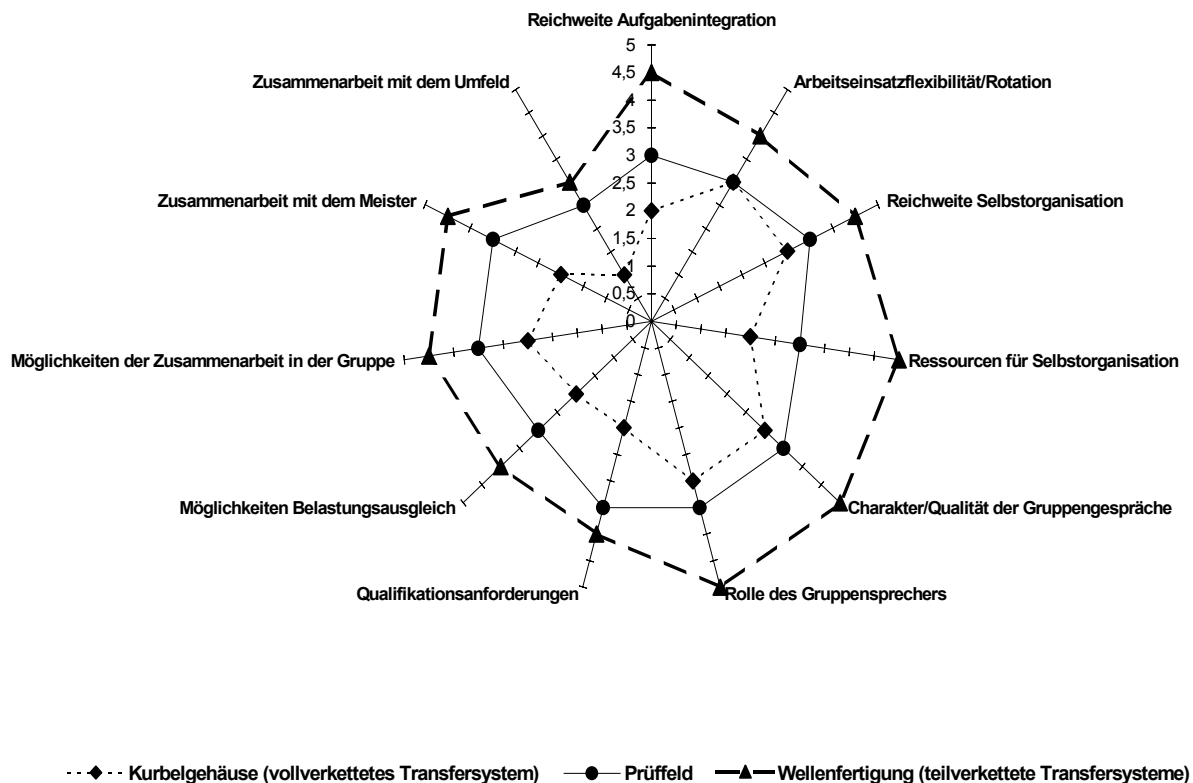 Reichweite Aufgabenintegration
5
4,5
4
3,5
3
2,5
2
1,5
1
0,5
0
Arbeitseinsatzflexibilität/Rotation
Reichweite Selbstorganisation
Ressourcen für Selbstorganisation
Charakter/Qualität der Gruppengespräche
Rolle des Gruppensprechers
Qualifikationsanforderungen
Möglichkeiten Belastungsausgleich
Möglichkeiten der Zusammenarbeit in der Gruppe
Zusammenarbeit mit dem Meister
Zusammenarbeit mit dem Umfeld
Kurbelgehäuse (vollverkettetes Transfersystem)
Prüffeld
Wellenfertigung (teilverkettete Transfersysteme)